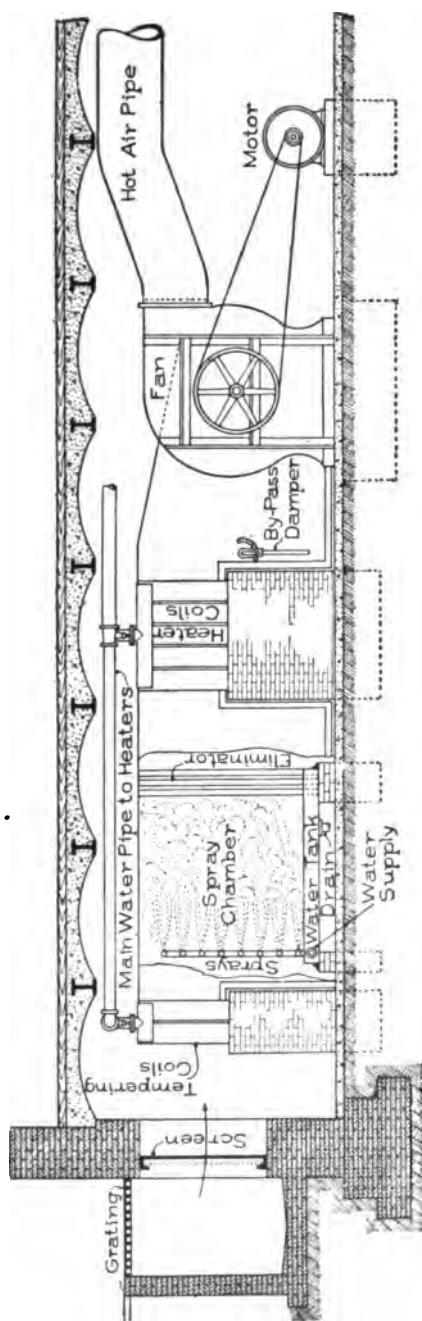 Grating
Screen
Tempering
Coils
Main Water Pipe to Heaters
Sprays
Spray
Chamber
Eliminator
Water Tank
Drain
Water
Supply
Heater
Coils
By-Pass
Damper
Fan
Hot Air Pipe
Motor